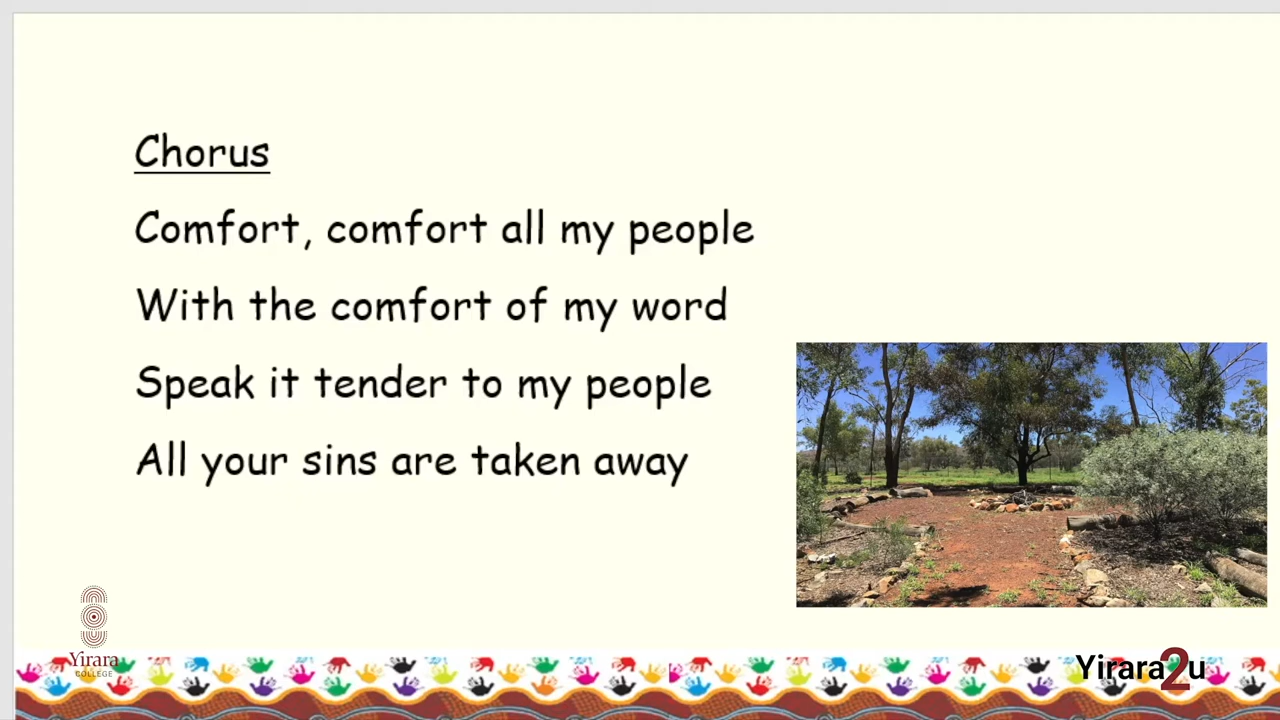 Chorus
Comfort, comfort all my people
With the comfort of my word
Speak it tender to my people
All your sins are taken away
Yirara
COLLEGE
Yirara2u